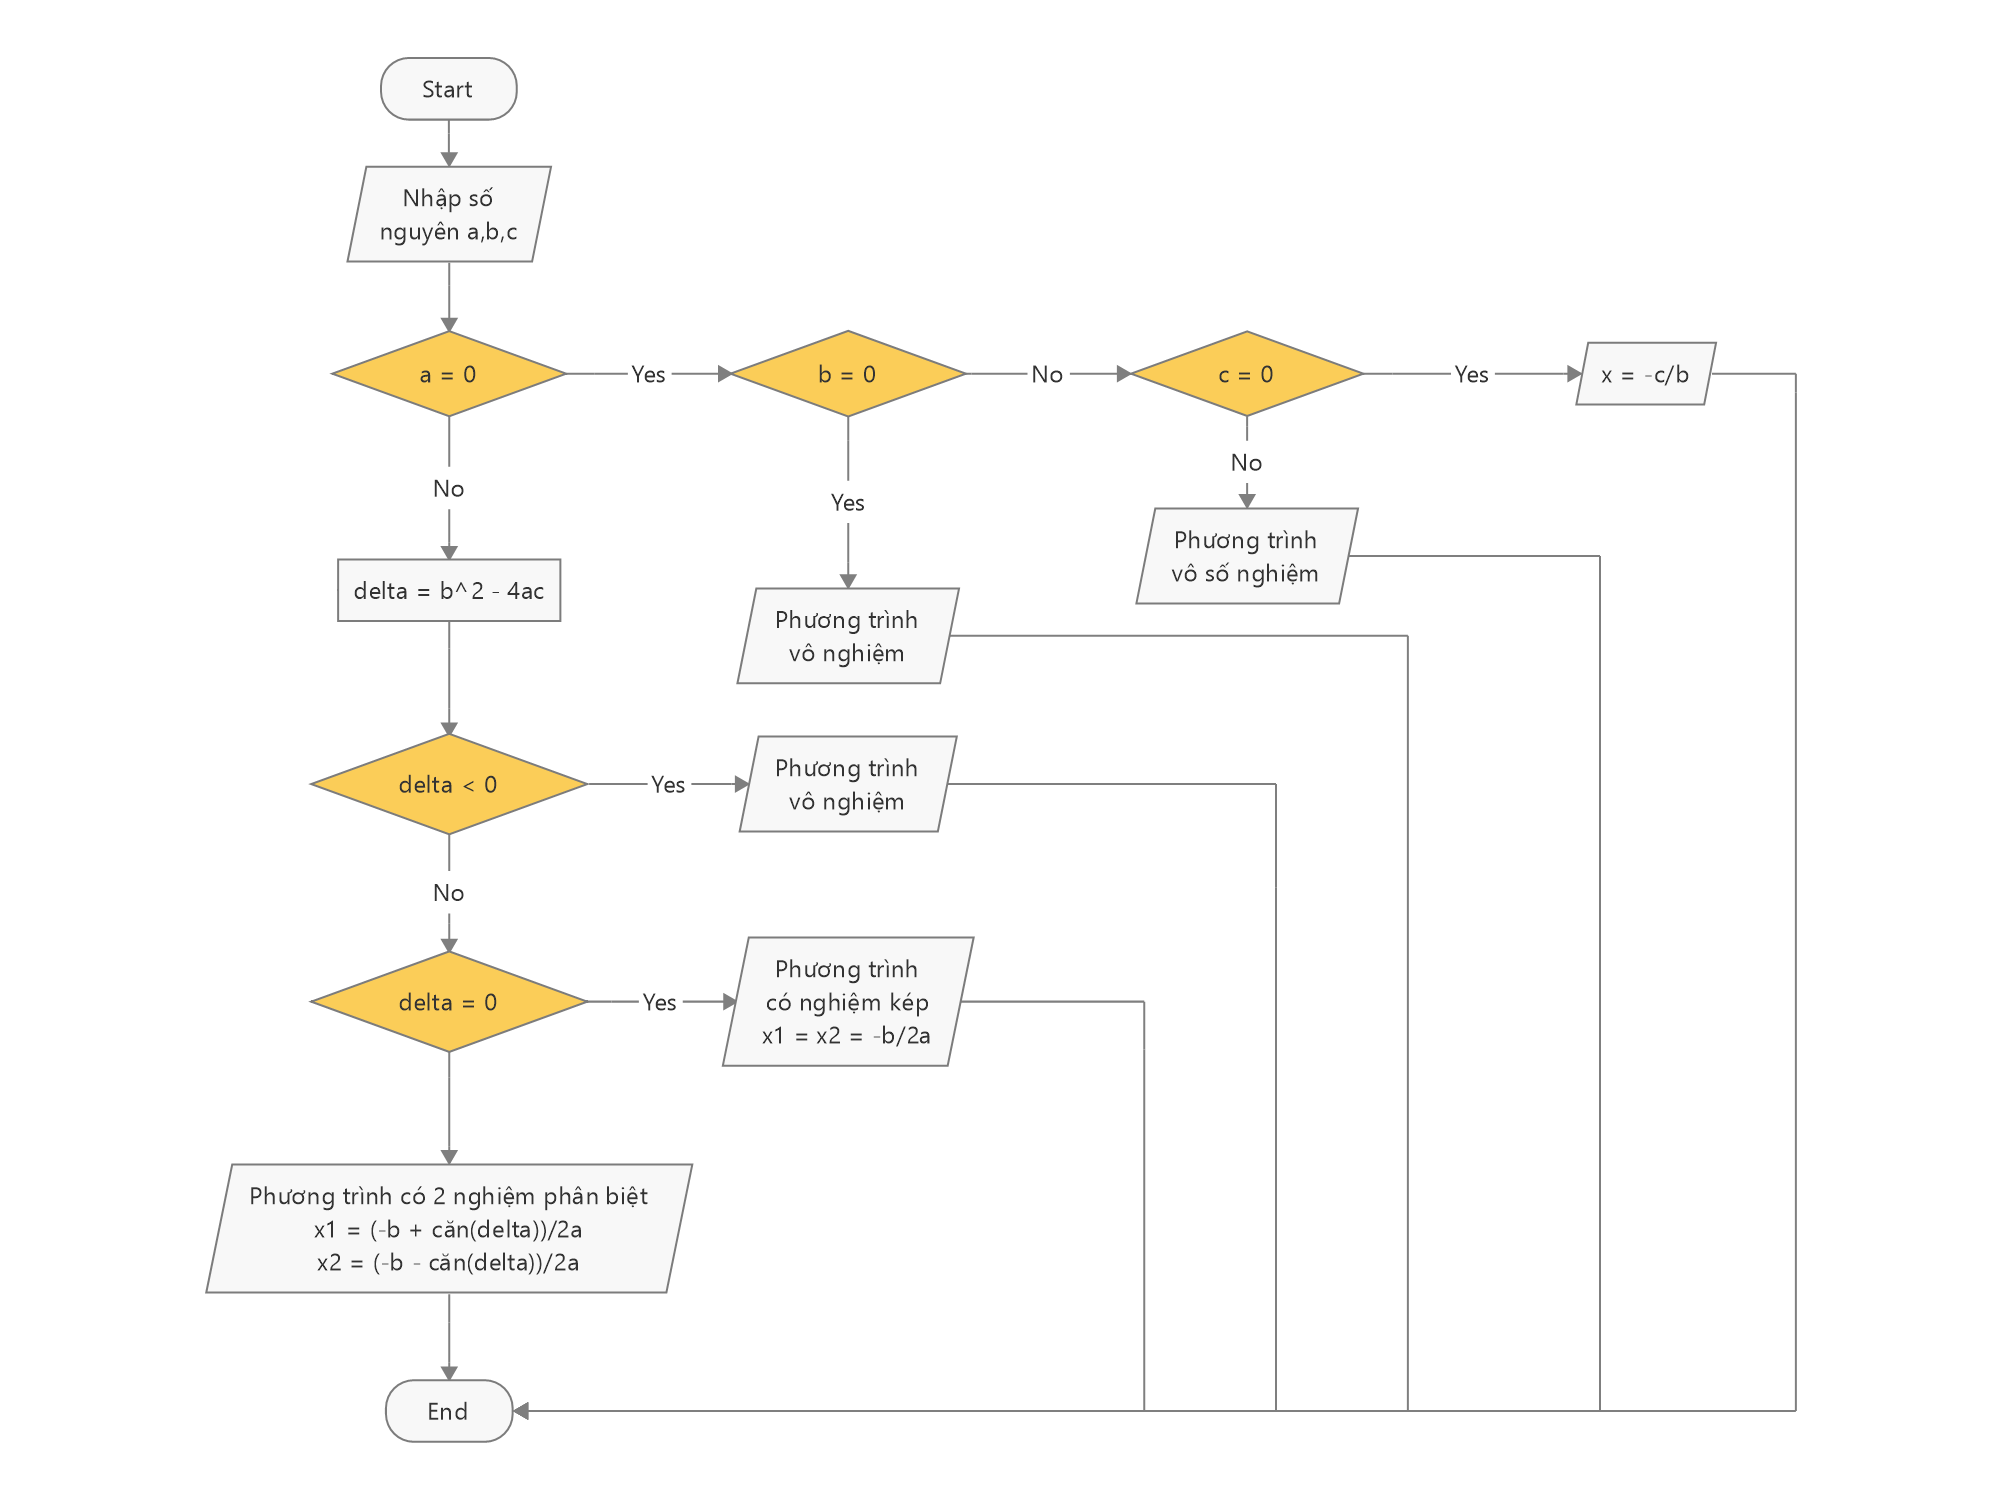 Start
Nhập số
nguyên a,b,c
a = 0
Yes
b = 0
No
c = 0
Yes
x = -c/b
No
No
Yes
Phương trình
vô số nghiệm
delta = b^2 - 4ac
Phương trình
vô nghiệm
delta < 0
Yes
Phương trình
vô nghiệm
No
delta = 0
Yes
Phương trình
có nghiệm kép
x1 = x2 = -b/2a
Phương trình có 2 nghiệm phân biệt
x1 = (-b + căn(delta))/2a
x2 = (-b - căn(delta))/2a
End